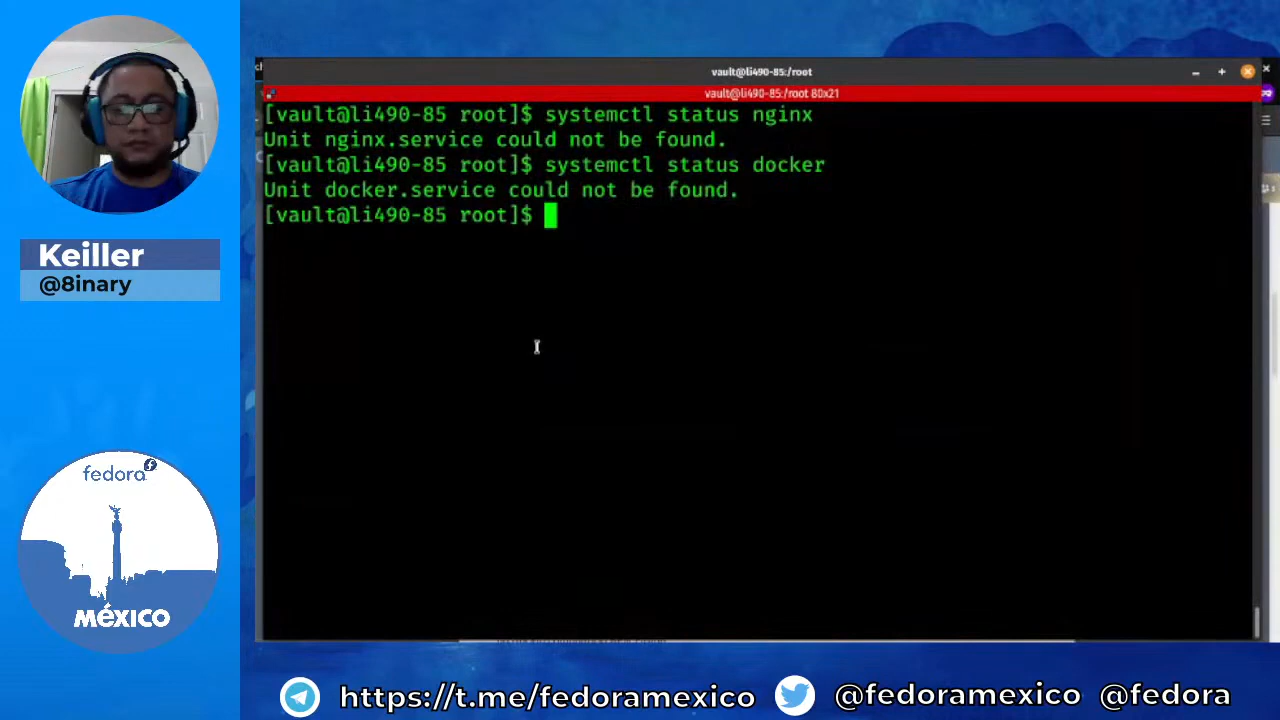 vault@li490-85:/root
vault@li490-85:/root 80x21
[vault@li490-85 root]$ systemctl status nginx
Unit nginx.service could not be found.
[vault@li490-85 root]$ systemctl status docker
Unit docker.service could not be found.
[vault@li490-85 root]$
Keiller
@8inary
fedora
MÉXICO
https://t.me/fedoramexico
@fedoramexico @fedora